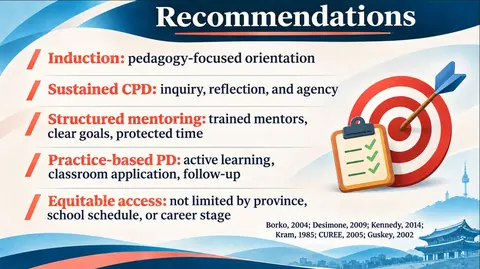 Recommendations
Induction: pedagogy-focused orientation
Sustained CPD: inquiry, reflection, and agency
Structured mentoring: trained mentors,
clear goals, protected time
Practice-based PD: active learning,
classroom application, follow-up
Equitable access: not limited by province,
school schedule, or career stage
Borko, 2004; Desimone, 2009; Kennedy, 2014;
Kram, 1985; CUREE, 2005; Guskey, 2002